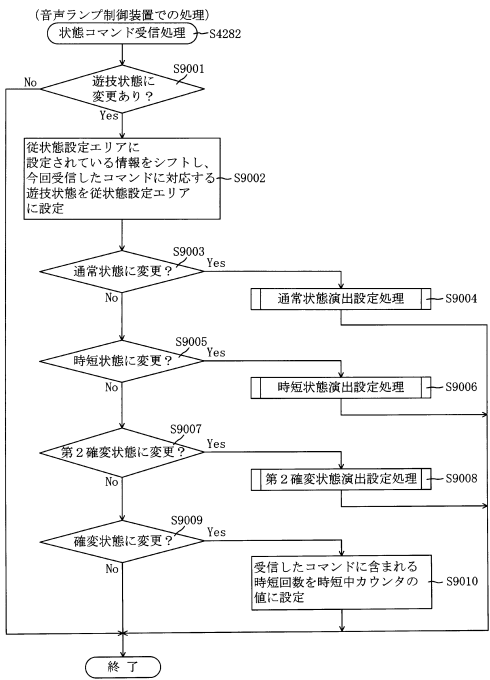 （音声ランプ制御装置での処理）
状態コマンド受信処理
S4282
S9001
遊技状態に
変更あり？
No
Yes
従状態設定エリアに
設定されている情報をシフトし、
今回受信したコマンドに対応する
遊技状態を従状態設定エリア
に設定
S9002
S9003
通常状態に変更？
Yes
No
通常状態演出設定処理
S9004
S9005
時短状態に変更？
Yes
No
時短状態演出設定処理
S9006
S9007
第２確変状態に変更？
Yes
No
第２確変状態演出設定処理
S9008
S9009
確変状態に変更？
Yes
No
受信したコマンドに含まれる
時短回数を時短中カウンタの
値に設定
S9010
終了